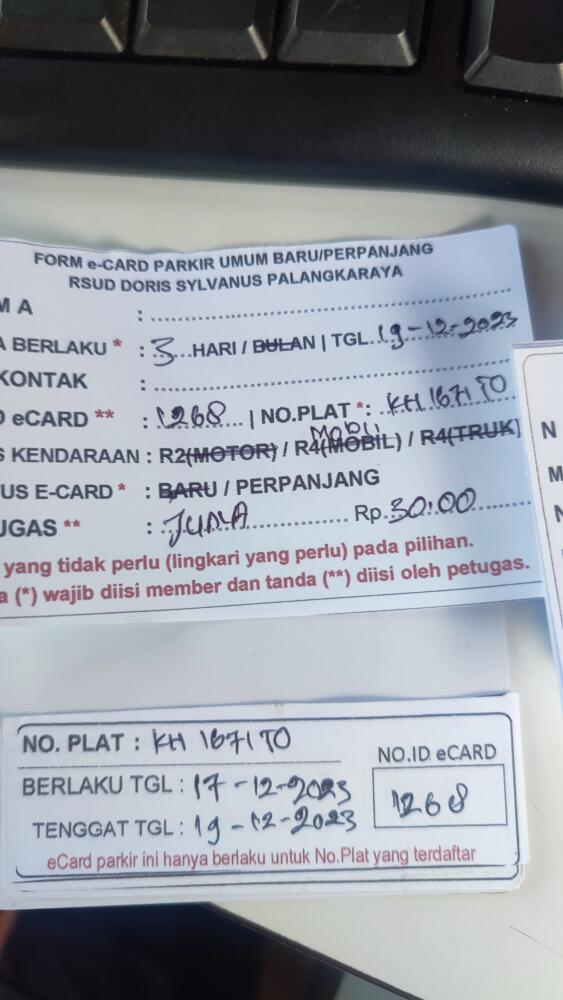 FORM e-CARD PARKIR UMUM BARU/PERPANJANG
RSUD DORIS SYLVANUS PALANGKARAYA
MA :
A BERLAKU * : 3 HARI / BULAN | TGL. 19-12-2023
KONTAK :
D eCARD ** : 1268 | NO.PLAT *: KH 1671 TO
Mobil
S KENDARAAN : R2(MOTOR) / R4(MOBIL) / R4(TRUK)
US E-CARD * : BARU / PERPANJANG
UGAS ** : JUNA Rp. 30.00
yang tidak perlu (lingkari yang perlu) pada pilihan.
a (*) wajib diisi member dan tanda (**) diisi oleh petugas.
N
M
N
NO. PLAT : KH 1671 TO
BERLAKU TGL : 17-12-2023
TENGGAT TGL : 19-12-2023
NO.ID eCARD
1268
eCard parkir ini hanya berlaku untuk No.Plat yang terdaftar